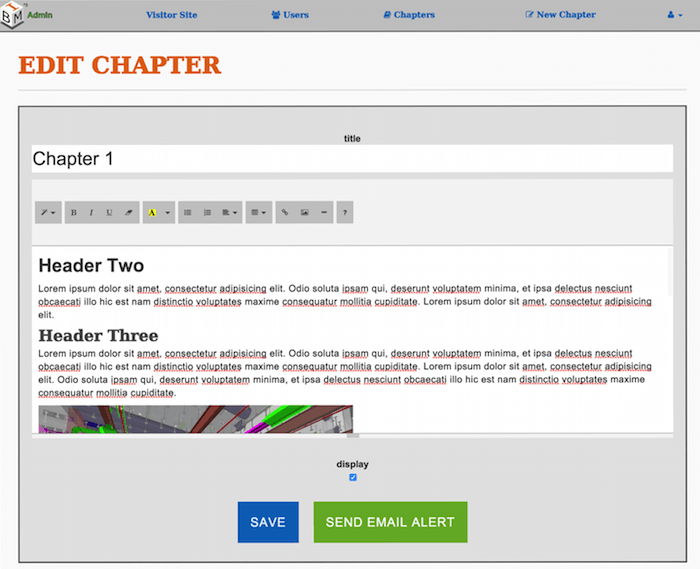 BM Admin Visitor Site Users Chapters New Chapter
EDIT CHAPTER
title
Chapter 1
B I U A ?
Header Two
Lorem ipsum dolor sit amet, consectetur adipisicing elit. Odio soluta ipsam qui, deserunt voluptatem minima, et ipsa delectus nesciunt
obcaecati illo hic est nam distinctio voluptates maxime consequatur mollitia cupiditate. Lorem ipsum dolor sit amet, consectetur adipisicing
elit.
Header Three
Lorem ipsum dolor sit amet, consectetur adipisicing elit. Odio soluta ipsam qui, deserunt voluptatem minima, et ipsa delectus nesciunt
obcaecati illo hic est nam distinctio voluptates maxime consequatur mollitia cupiditate. Lorem ipsum dolor sit amet, consectetur adipisicing
elit. Odio soluta ipsam qui, deserunt voluptatem minima, et ipsa delectus nesciunt obcaecati illo hic est nam distinctio voluptates maxime
consequatur mollitia cupiditate.
display
SAVE SEND EMAIL ALERT